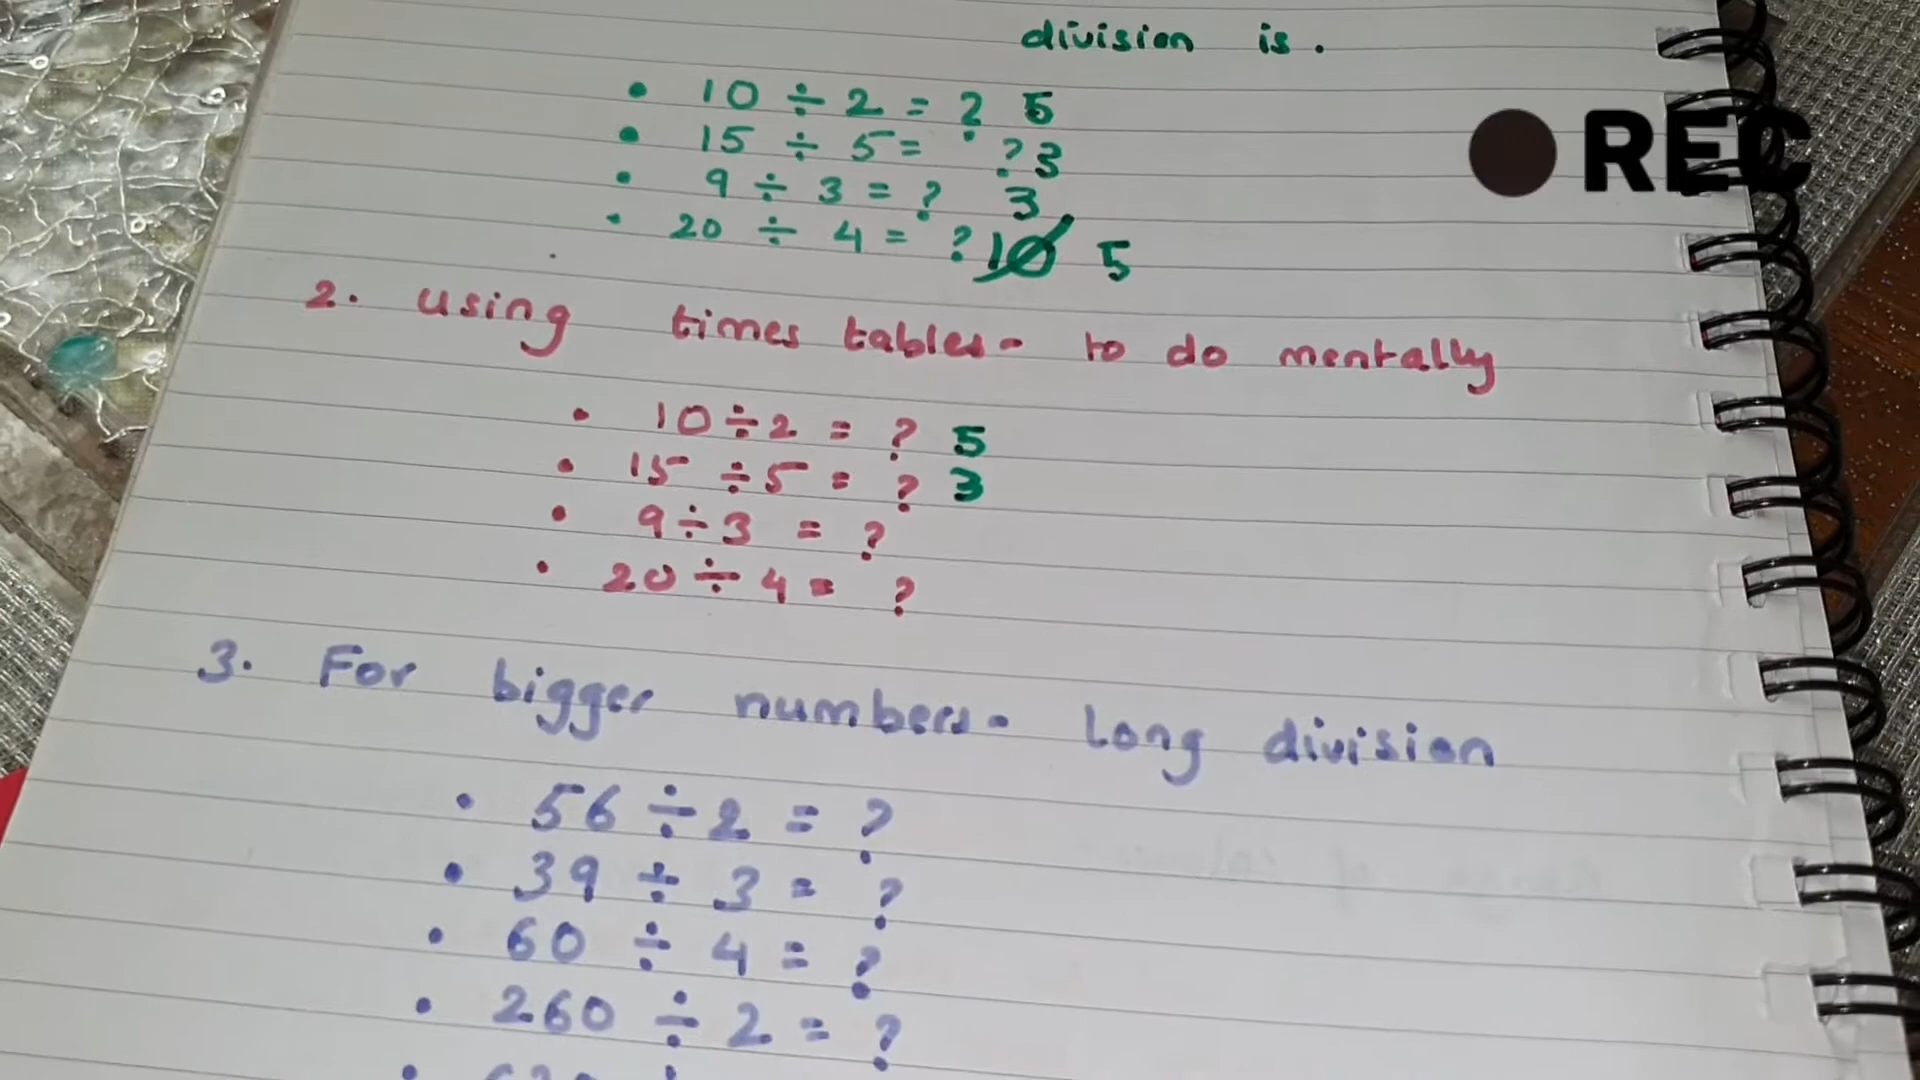 division is.
• 10 ÷ 2 = ? 5
REC
• 15 ÷ 5 = ? 3
• 9 ÷ 3 = ? 3
• 20 ÷ 4 = ? 10 5
2. using times tables - to do mentally
• 10 ÷ 2 = ? 5
• 15 ÷ 5 = ? 3
• 9 ÷ 3 = ?
• 20 ÷ 4 = ?
3. For bigger numbers - long division
• 56 ÷ 2 = ?
• 39 ÷ 3 = ?
• 60 ÷ 4 = ?
• 260 ÷ 2 = ?